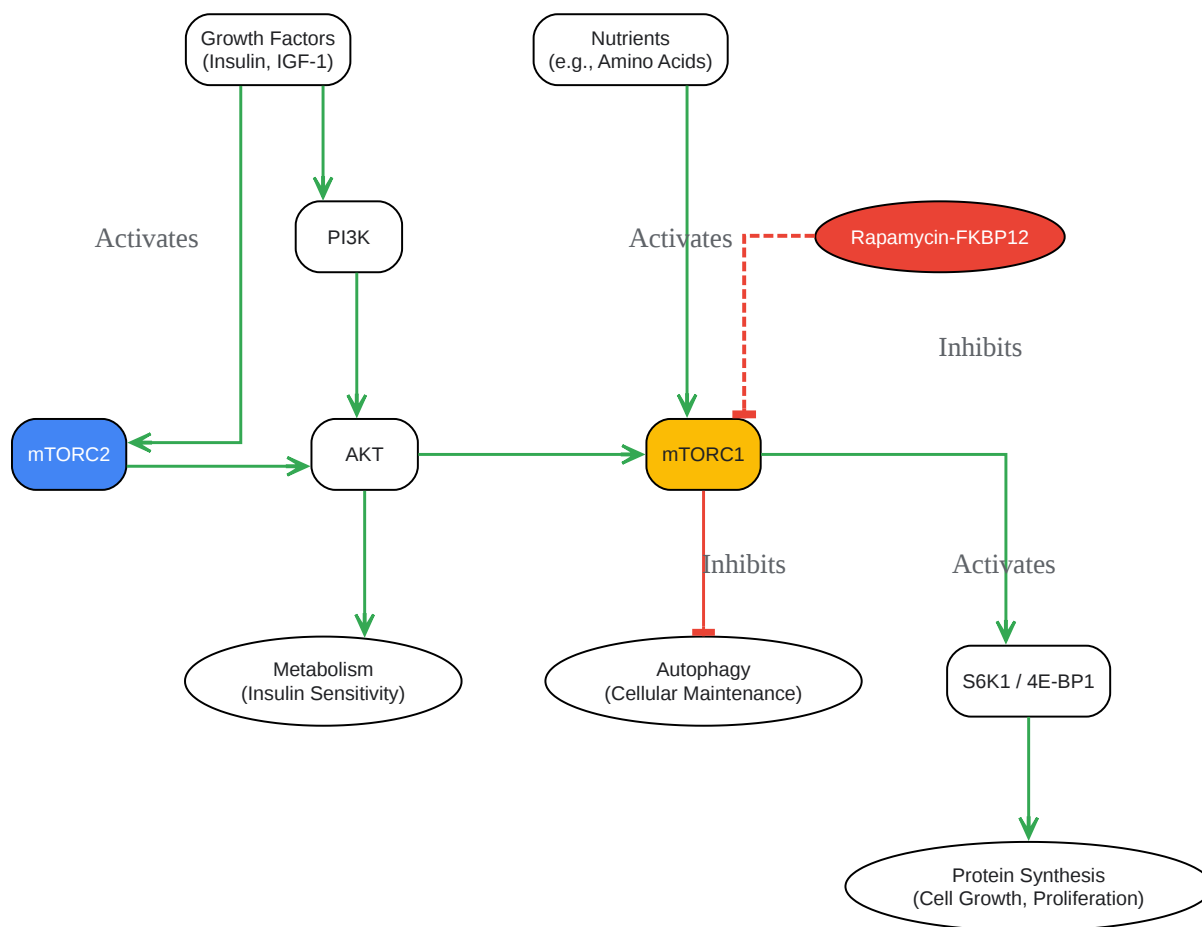 Growth Factors
(Insulin, IGF-1)
Nutrients
(e.g., Amino Acids)
Activates
PI3K
Activates
Rapamycin-FKBP12
Inhibits
mTORC2
AKT
mTORC1
Inhibits
Activates
Metabolism
(Insulin Sensitivity)
Autophagy
(Cellular Maintenance)
S6K1 / 4E-BP1
Protein Synthesis
(Cell Growth, Proliferation)